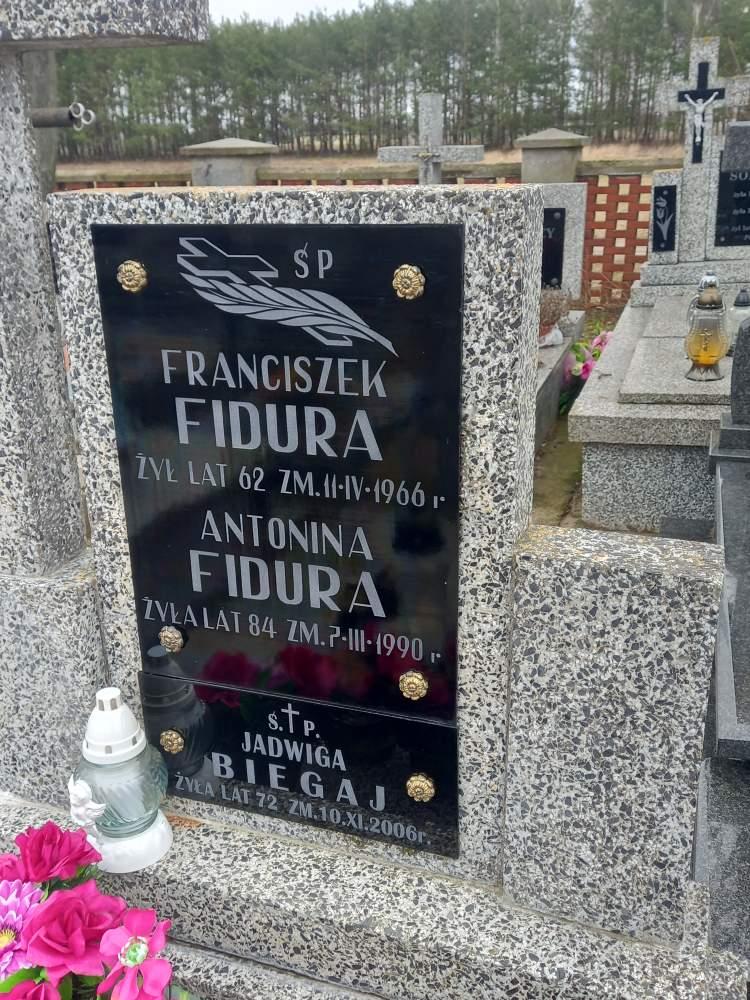 ŚP
FRANCISZEK
FIDURA
ŻYŁ LAT 62 ZM. 11·IV·1966 r
ANTONINA
FIDURA
ŻYŁA LAT 84 ZM. 7·III·1990 r
Ś.†P.
JADWIGA
BIEGAJ
ŻYŁA LAT 72 ZM. 10.XI.2006r.